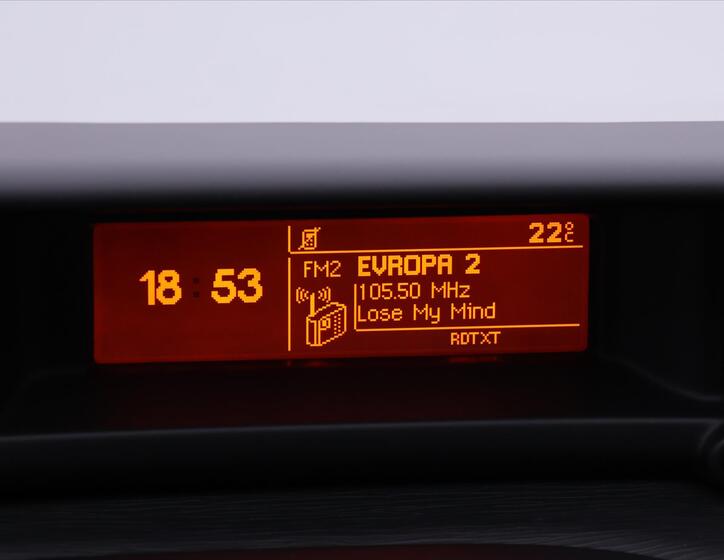 18:53
22°C
FM2 EVROPA 2
105.50 MHz
Lose My Mind
RDTXT